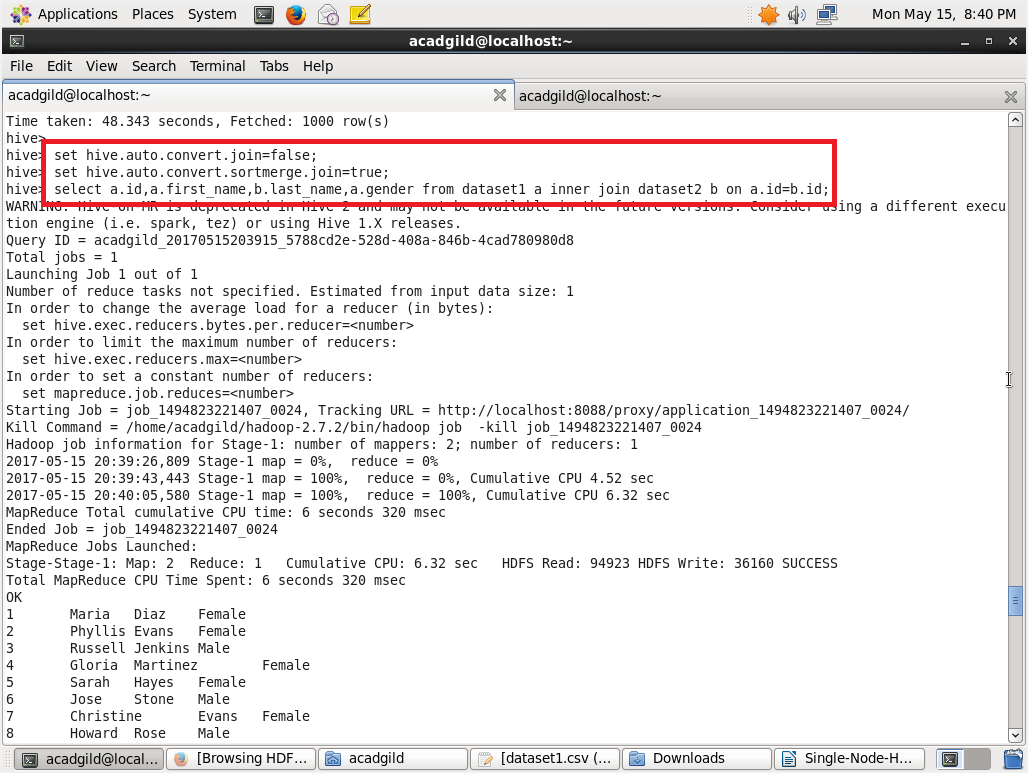 Applications Places System Mon May 15, 8:40 PM
acadgild@localhost:~
File Edit View Search Terminal Tabs Help
acadgild@localhost:~ acadgild@localhost:~
Time taken: 48.343 seconds, Fetched: 1000 row(s)
hive>
hive> set hive.auto.convert.join=false;
hive> set hive.auto.convert.sortmerge.join=true;
hive> select a.id,a.first_name,b.last_name,a.gender from dataset1 a inner join dataset2 b on a.id=b.id;
WARNING: Hive-on-MR is deprecated in Hive 2 and may not be available in the future versions. Consider using a different execu
tion engine (i.e. spark, tez) or using Hive 1.X releases.
Query ID = acadgild_20170515203915_5788cd2e-528d-408a-846b-4cad780980d8
Total jobs = 1
Launching Job 1 out of 1
Number of reduce tasks not specified. Estimated from input data size: 1
In order to change the average load for a reducer (in bytes):
  set hive.exec.reducers.bytes.per.reducer=<number>
In order to limit the maximum number of reducers:
  set hive.exec.reducers.max=<number>
In order to set a constant number of reducers:
  set mapreduce.job.reduces=<number>
Starting Job = job_1494823221407_0024, Tracking URL = http://localhost:8088/proxy/application_1494823221407_0024/
Kill Command = /home/acadgild/hadoop-2.7.2/bin/hadoop job  -kill job_1494823221407_0024
Hadoop job information for Stage-1: number of mappers: 2; number of reducers: 1
2017-05-15 20:39:26,809 Stage-1 map = 0%,  reduce = 0%
2017-05-15 20:39:43,443 Stage-1 map = 100%,  reduce = 0%, Cumulative CPU 4.52 sec
2017-05-15 20:40:05,580 Stage-1 map = 100%,  reduce = 100%, Cumulative CPU 6.32 sec
MapReduce Total cumulative CPU time: 6 seconds 320 msec
Ended Job = job_1494823221407_0024
MapReduce Jobs Launched:
Stage-Stage-1: Map: 2  Reduce: 1   Cumulative CPU: 6.32 sec   HDFS Read: 94923 HDFS Write: 36160 SUCCESS
Total MapReduce CPU Time Spent: 6 seconds 320 msec
OK
1 Maria Diaz Female
2 Phyllis Evans Female
3 Russell Jenkins Male
4 Gloria Martinez Female
5 Sarah Hayes Female
6 Jose Stone Male
7 Christine Evans Female
8 Howard Rose Male
acadgild@local... [Browsing HDF... acadgild [dataset1.csv (... Downloads Single-Node-H...